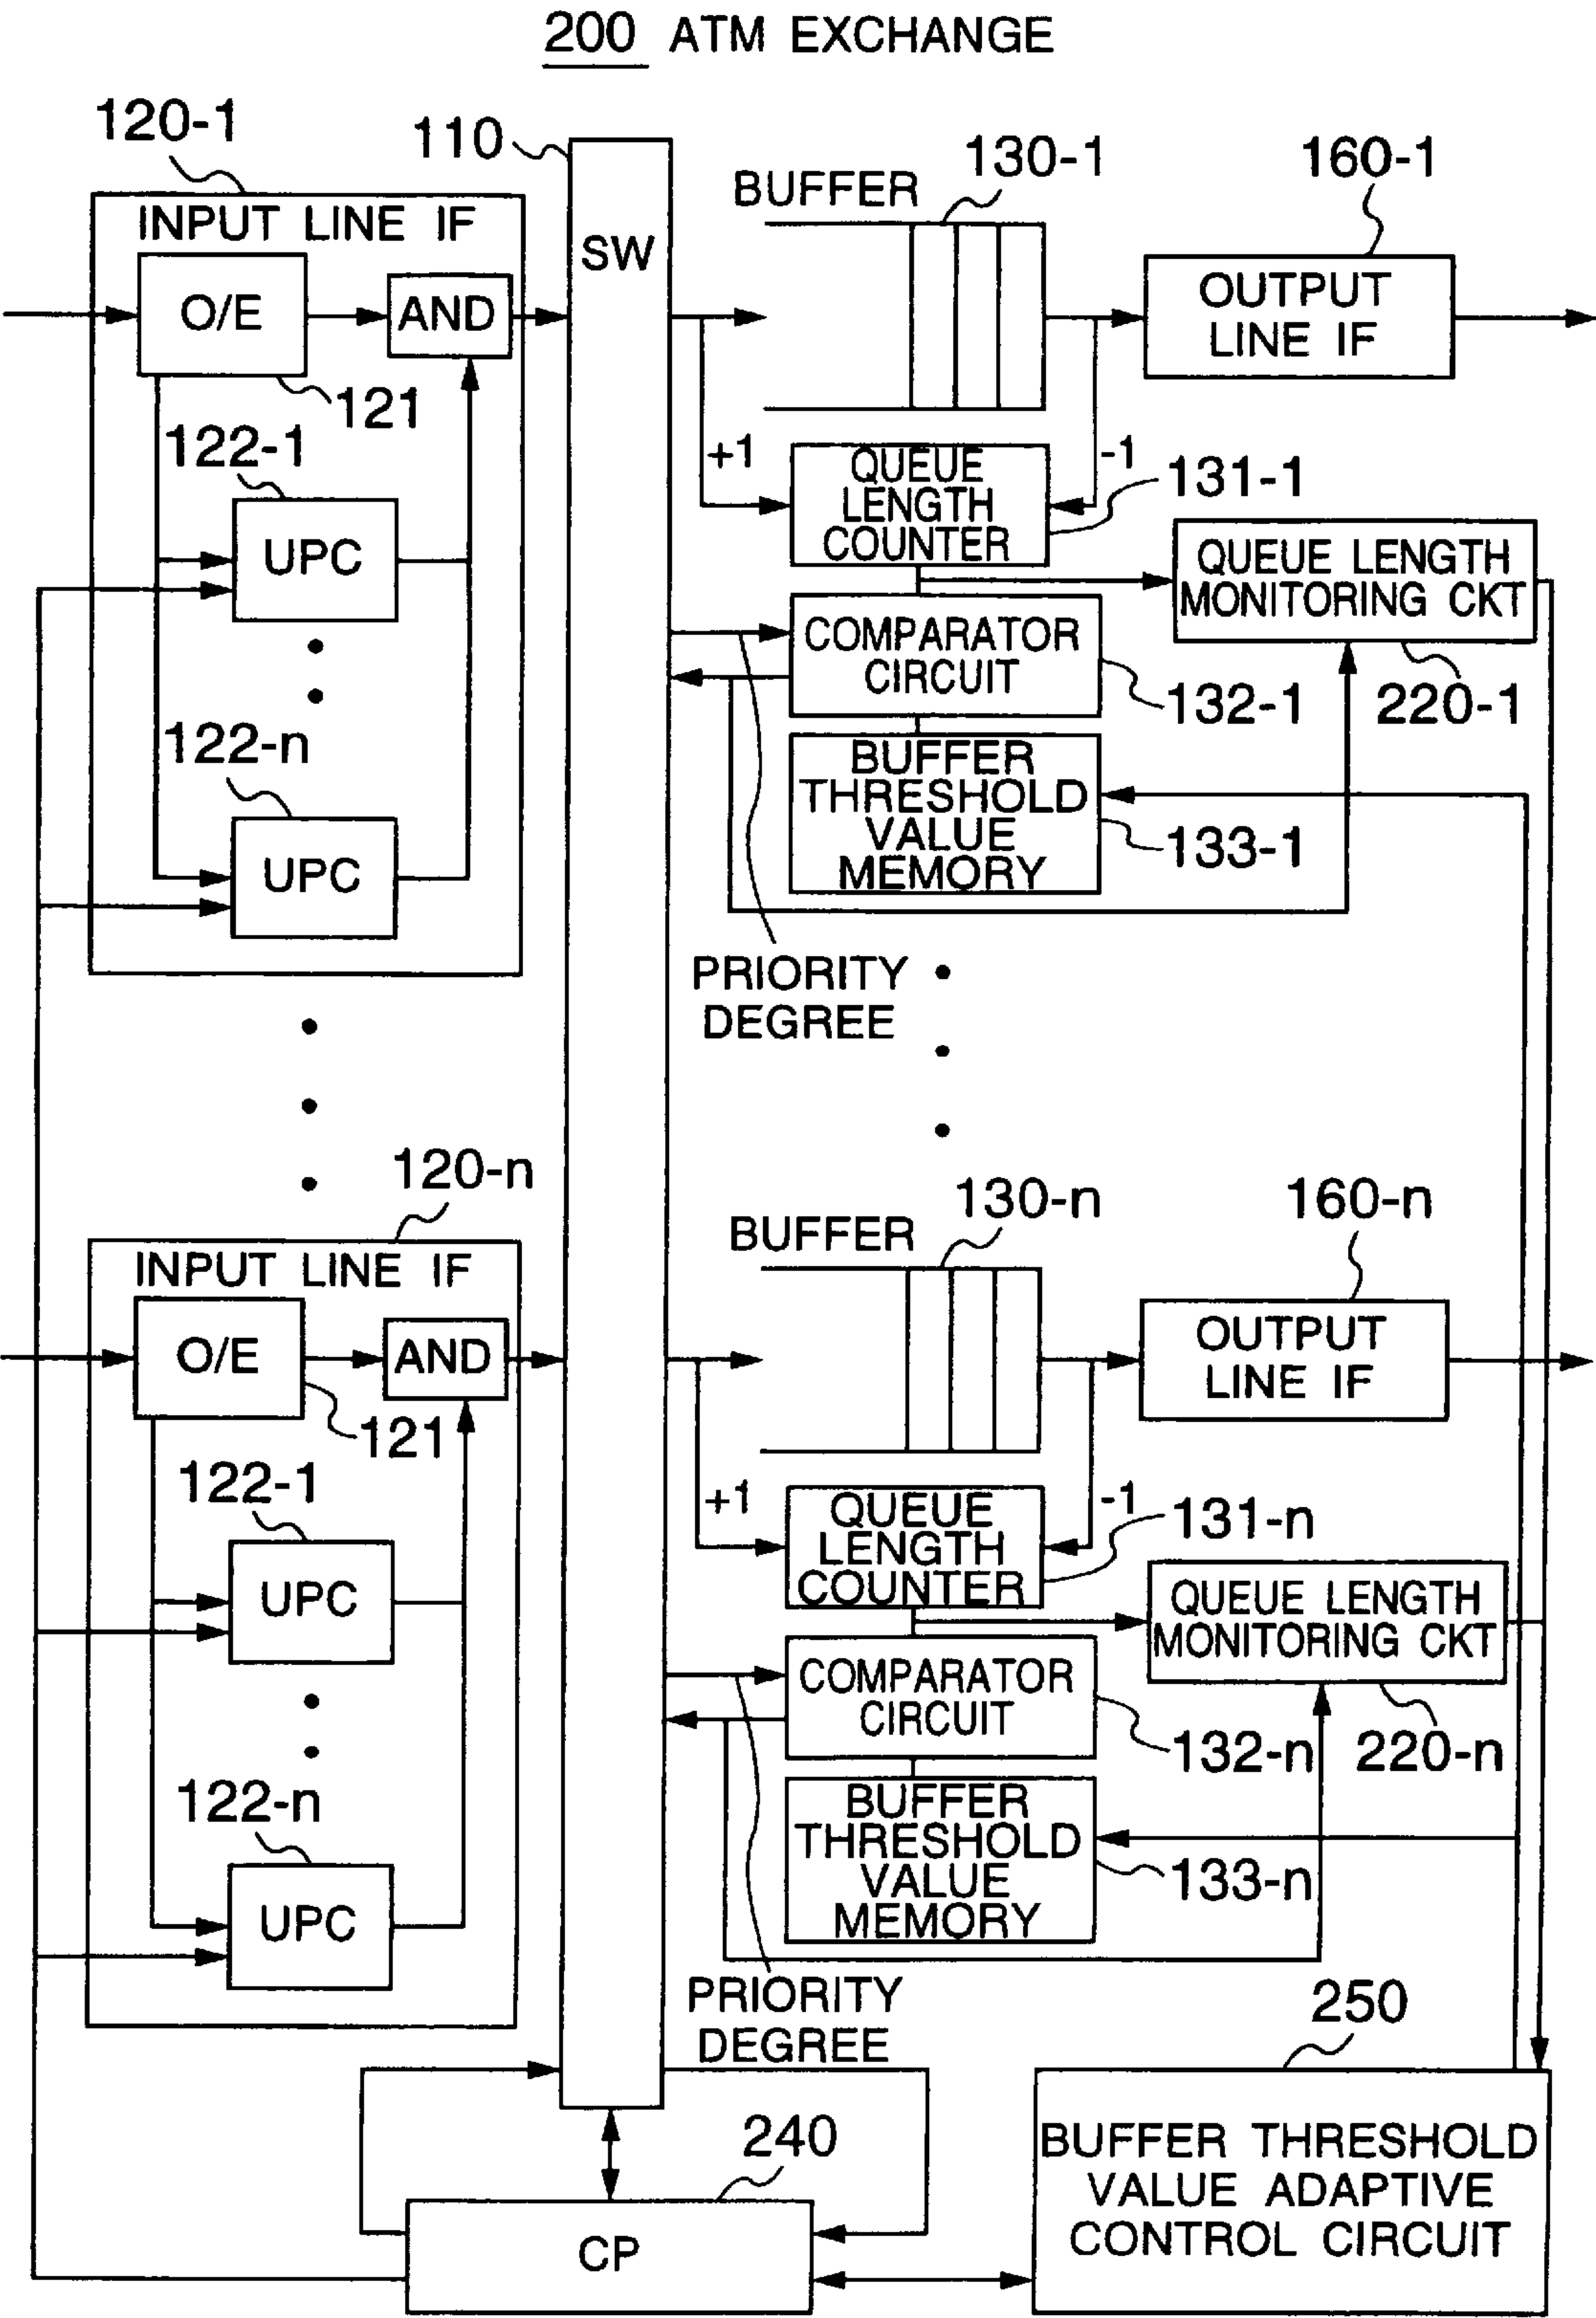 200 ATM EXCHANGE
120-1
110
130-1
160-1
BUFFER
INPUT LINE IF
SW
O/E
AND
OUTPUT
LINE IF
121
122-1
+1
-1
QUEUE
LENGTH
COUNTER
131-1
UPC
QUEUE LENGTH
MONITORING CKT
COMPARATOR
CIRCUIT
132-1
220-1
122-n
BUFFER
THRESHOLD
VALUE
MEMORY
133-1
UPC
PRIORITY
DEGREE
120-n
130-n
160-n
BUFFER
INPUT LINE IF
O/E
AND
OUTPUT
LINE IF
121
122-1
+1
-1
QUEUE
LENGTH
COUNTER
131-n
UPC
QUEUE LENGTH
MONITORING CKT
COMPARATOR
CIRCUIT
132-n
220-n
122-n
BUFFER
THRESHOLD
VALUE
MEMORY
133-n
UPC
PRIORITY
DEGREE
250
240
BUFFER THRESHOLD
VALUE ADAPTIVE
CONTROL CIRCUIT
CP